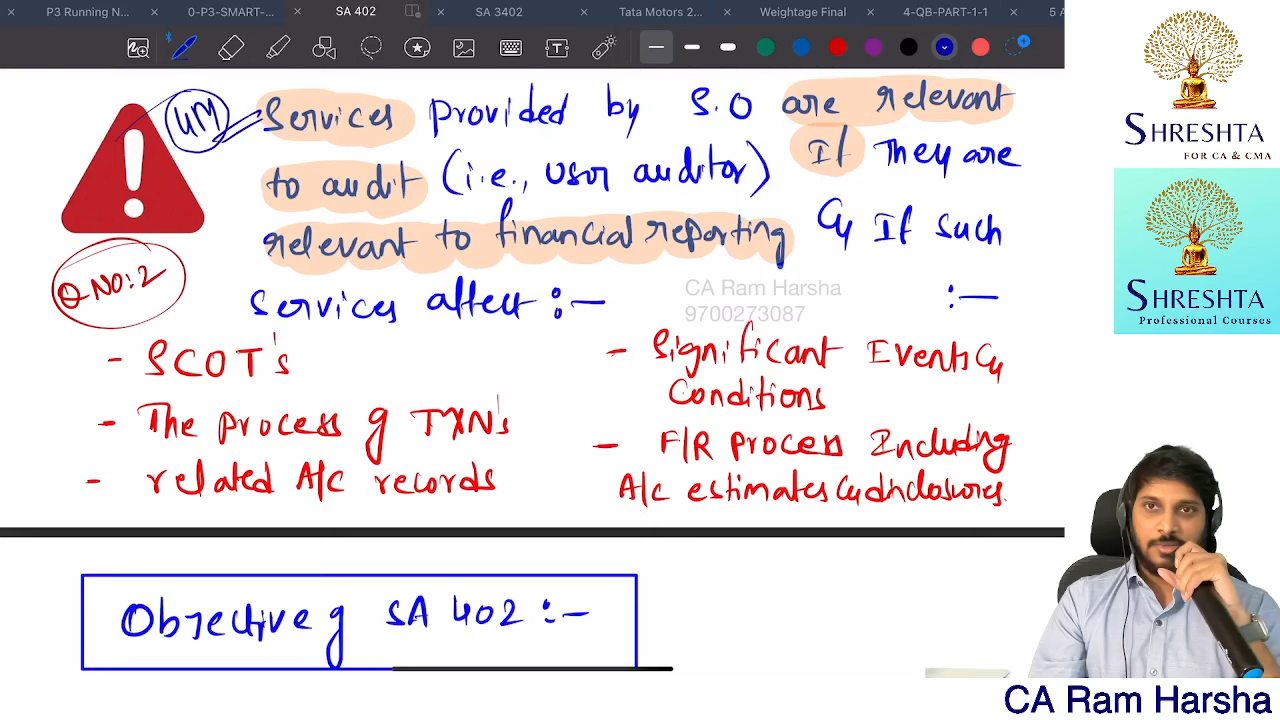 P3 Running N...
0-P3-SMART-...
SA 402
SA 3402
Tata Motors 2...
Weightage Final
4-QB-PART-1-1
5 A
4M
Services provided by S.O are relevant
to audit (i.e., user auditor) If They are
relevant to financial reporting If such
Services affect :-
:-
Q NO:2
CA Ram Harsha
9700273087
- SCOT's
- The process of TXN's
- related A/C records
- Significant Events
Conditions
- F/R process Including
A/C estimates disclosures.
Objective of SA 402 :-
SHRESHTA
FOR CA & CMA
SHRESHTA
Professional Courses
CA Ram Harsha